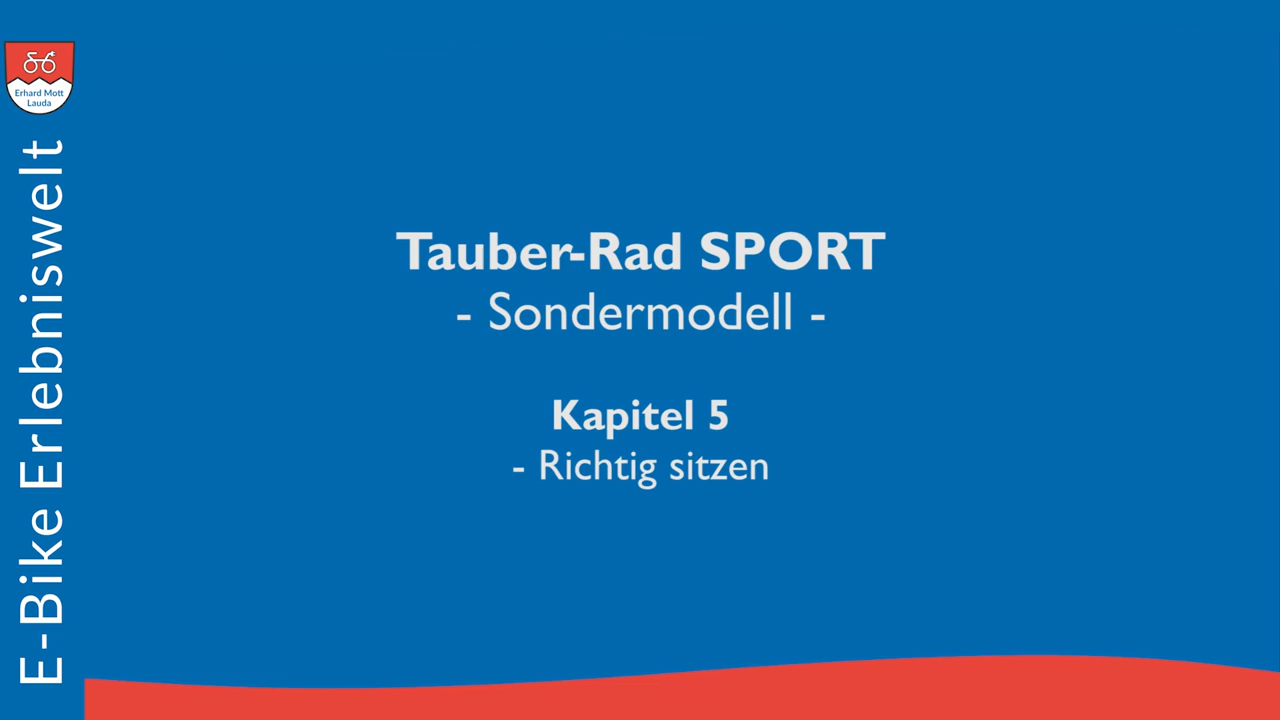 Erhard Mott
Lauda
E-Bike Erlebniswelt
Tauber-Rad SPORT
- Sondermodell -
Kapitel 5
- Richtig sitzen